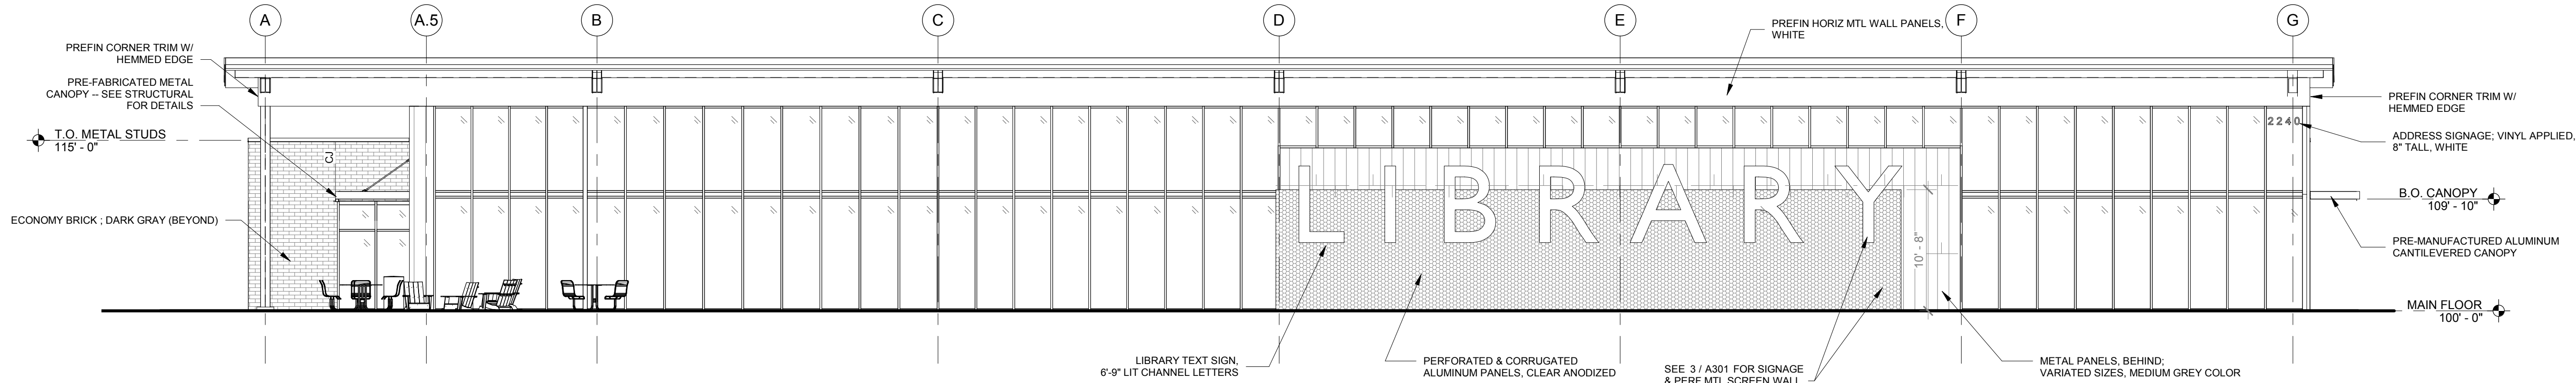 A
A.5
B
C
D
E
F
G
PREFIN CORNER TRIM W/
HEMMED EDGE
PRE-FABRICATED METAL
CANOPY -- SEE STRUCTURAL
FOR DETAILS
T.O. METAL STUDS
115' - 0"
ECONOMY BRICK ; DARK GRAY (BEYOND)
CJ
PREFIN HORIZ MTL WALL PANELS,
WHITE
LIBRARY
10' - 8"
2240
PREFIN CORNER TRIM W/
HEMMED EDGE
ADDRESS SIGNAGE; VINYL APPLIED,
8" TALL, WHITE
B.O. CANOPY
109' - 10"
PRE-MANUFACTURED ALUMINUM
CANTILEVERED CANOPY
MAIN FLOOR
100' - 0"
LIBRARY TEXT SIGN,
6'-9" LIT CHANNEL LETTERS
PERFORATED & CORRUGATED
ALUMINUM PANELS, CLEAR ANODIZED
SEE 3 / A301 FOR SIGNAGE
& PERF MTL SCREEN WALL
METAL PANELS, BEHIND;
VARIATED SIZES, MEDIUM GREY COLOR